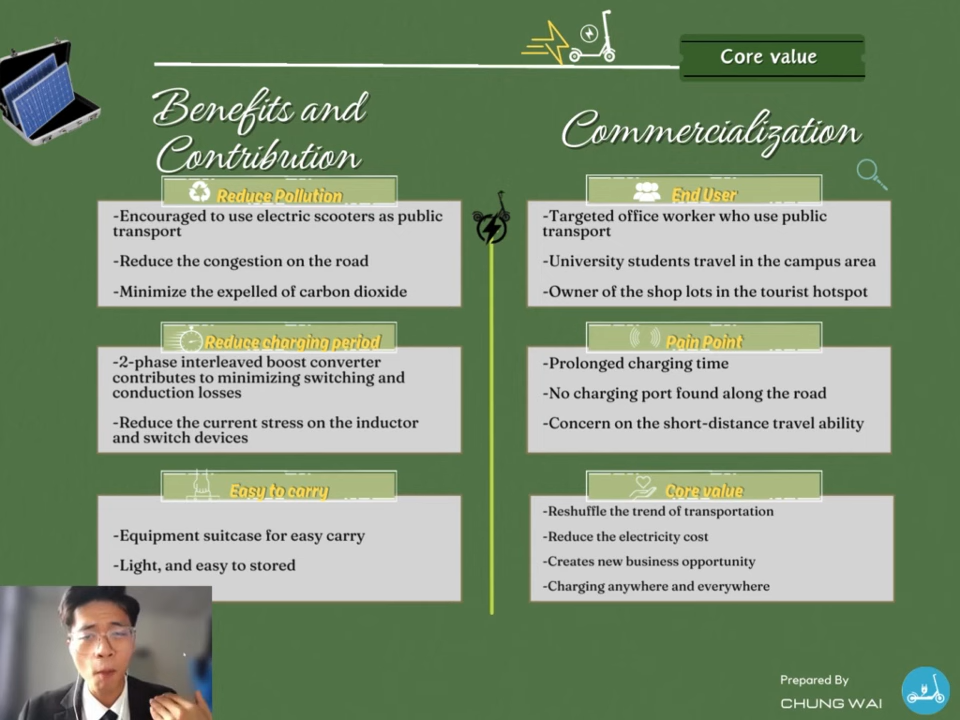 Core value
Benefits and
Contribution
Reduce Pollution
-Encouraged to use electric scooters as public
transport
-Reduce the congestion on the road
-Minimize the expelled of carbon dioxide
Reduce charging period
-2-phase interleaved boost converter
contributes to minimizing switching and
conduction losses
-Reduce the current stress on the inductor
and switch devices
Easy to carry
-Equipment suitcase for easy carry
-Light, and easy to stored
Commercialization
End User
-Targeted office worker who use public
transport
-University students travel in the campus area
-Owner of the shop lots in the tourist hotspot
Pain Point
-Prolonged charging time
-No charging port found along the road
-Concern on the short-distance travel ability
Core value
-Reshuffle the trend of transportation
-Reduce the electricity cost
-Creates new business opportunity
-Charging anywhere and everywhere
Prepared By
CHUNG WAI